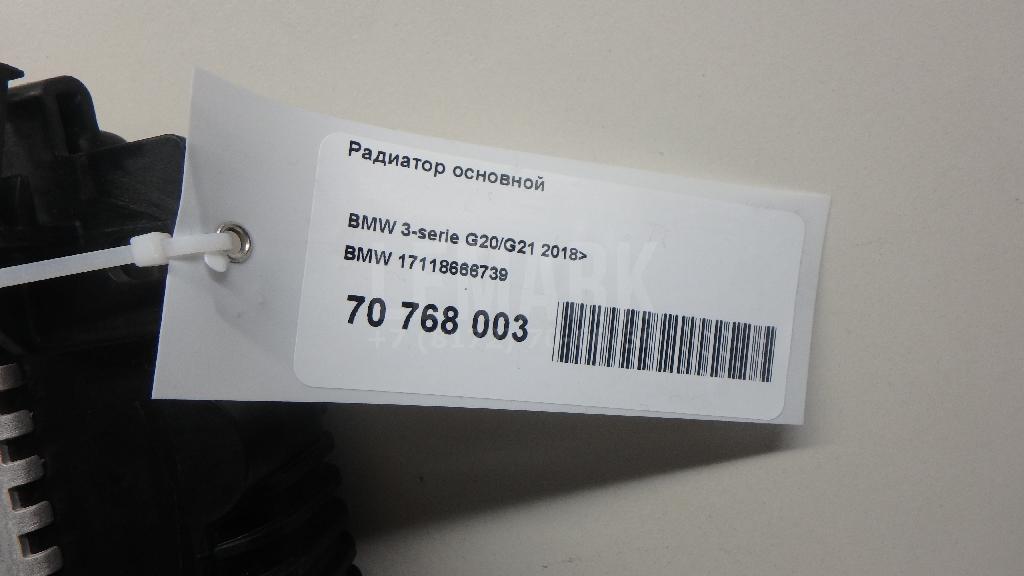 Радиатор основной
BMW 3-serie G20/G21 2018>
BMW 17118666739
70 768 003